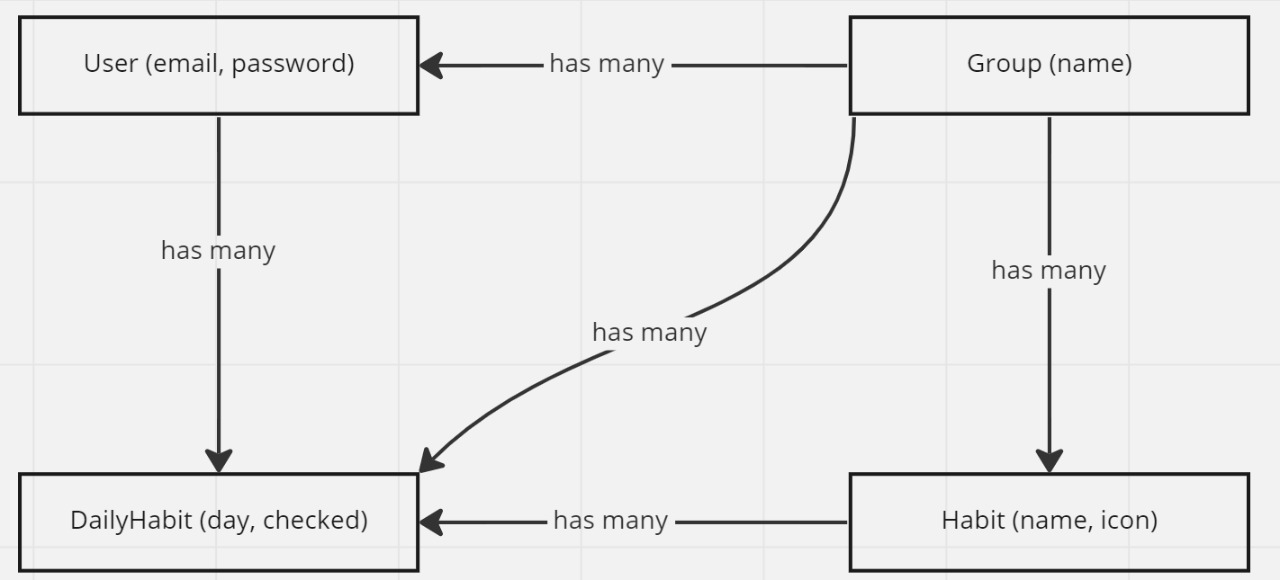 User (email, password)
has many
Group (name)
has many
has many
has many
DailyHabit (day, checked)
has many
Habit (name, icon)